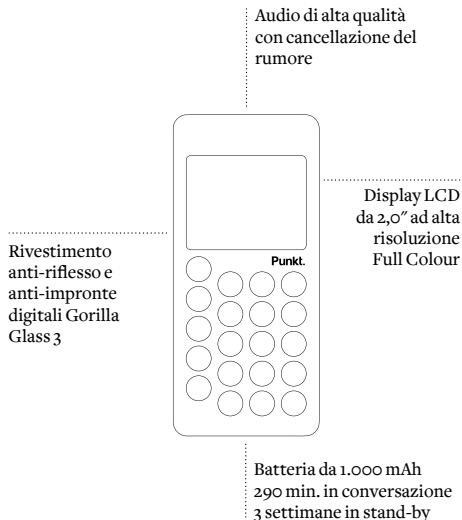 Audio di alta qualità
con cancellazione del
rumore
Display LCD
da 2,0″ ad alta
risoluzione
Full Colour
Rivestimento
anti-riflesso e
anti-impronte
digitali Gorilla
Glass 3
Punkt.
Batteria da 1.000 mAh
290 min. in conversazione
3 settimane in stand-by